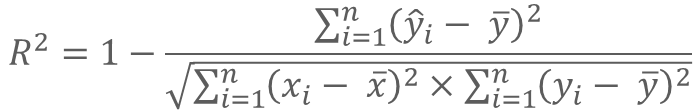 R² = 1 − \frac{\sum_{i=1}^{n}(\hat{y}_i - \bar{y})^2}{\sqrt{\sum_{i=1}^{n}(x_i - \bar{x})^2 \times \sum_{i=1}^{n}(y_i - \bar{y})^2}}